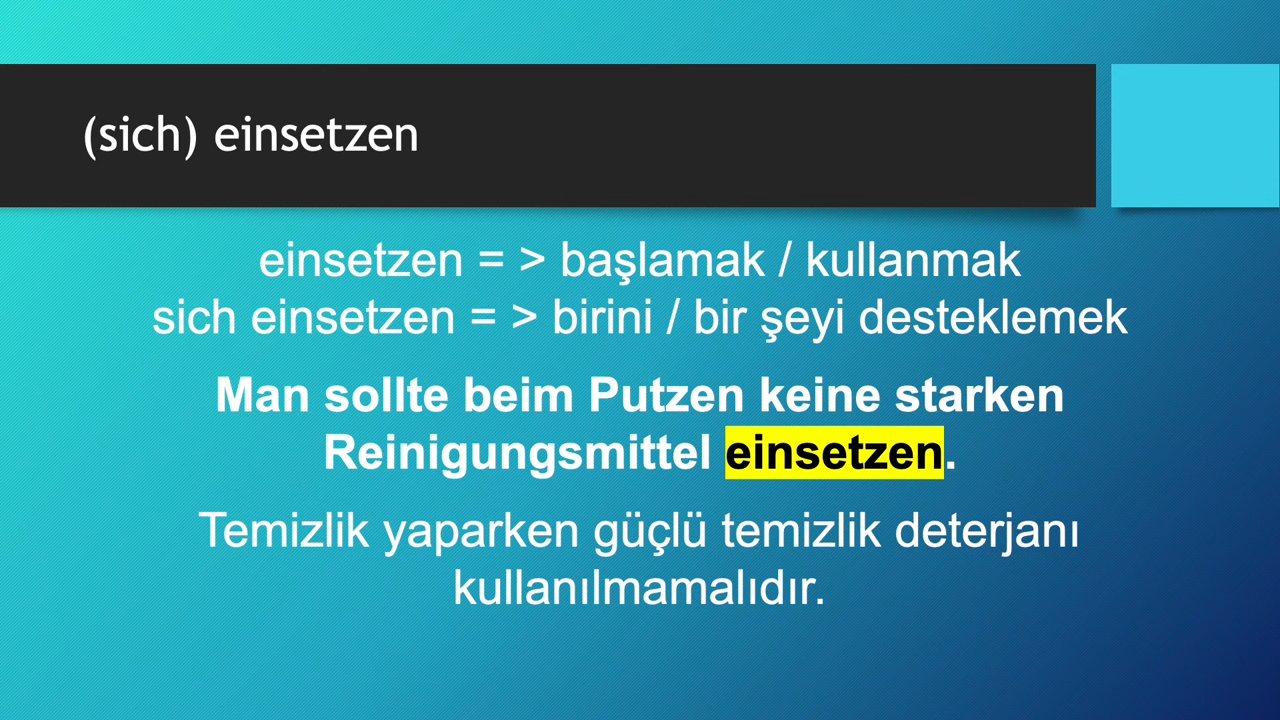 (sich) einsetzen
einsetzen = > başlamak / kullanmak
sich einsetzen = > birini / bir şeyi desteklemek
Man sollte beim Putzen keine starken
Reinigungsmittel einsetzen.
Temizlik yaparken güçlü temizlik deterjanı
kullanılmamalıdır.